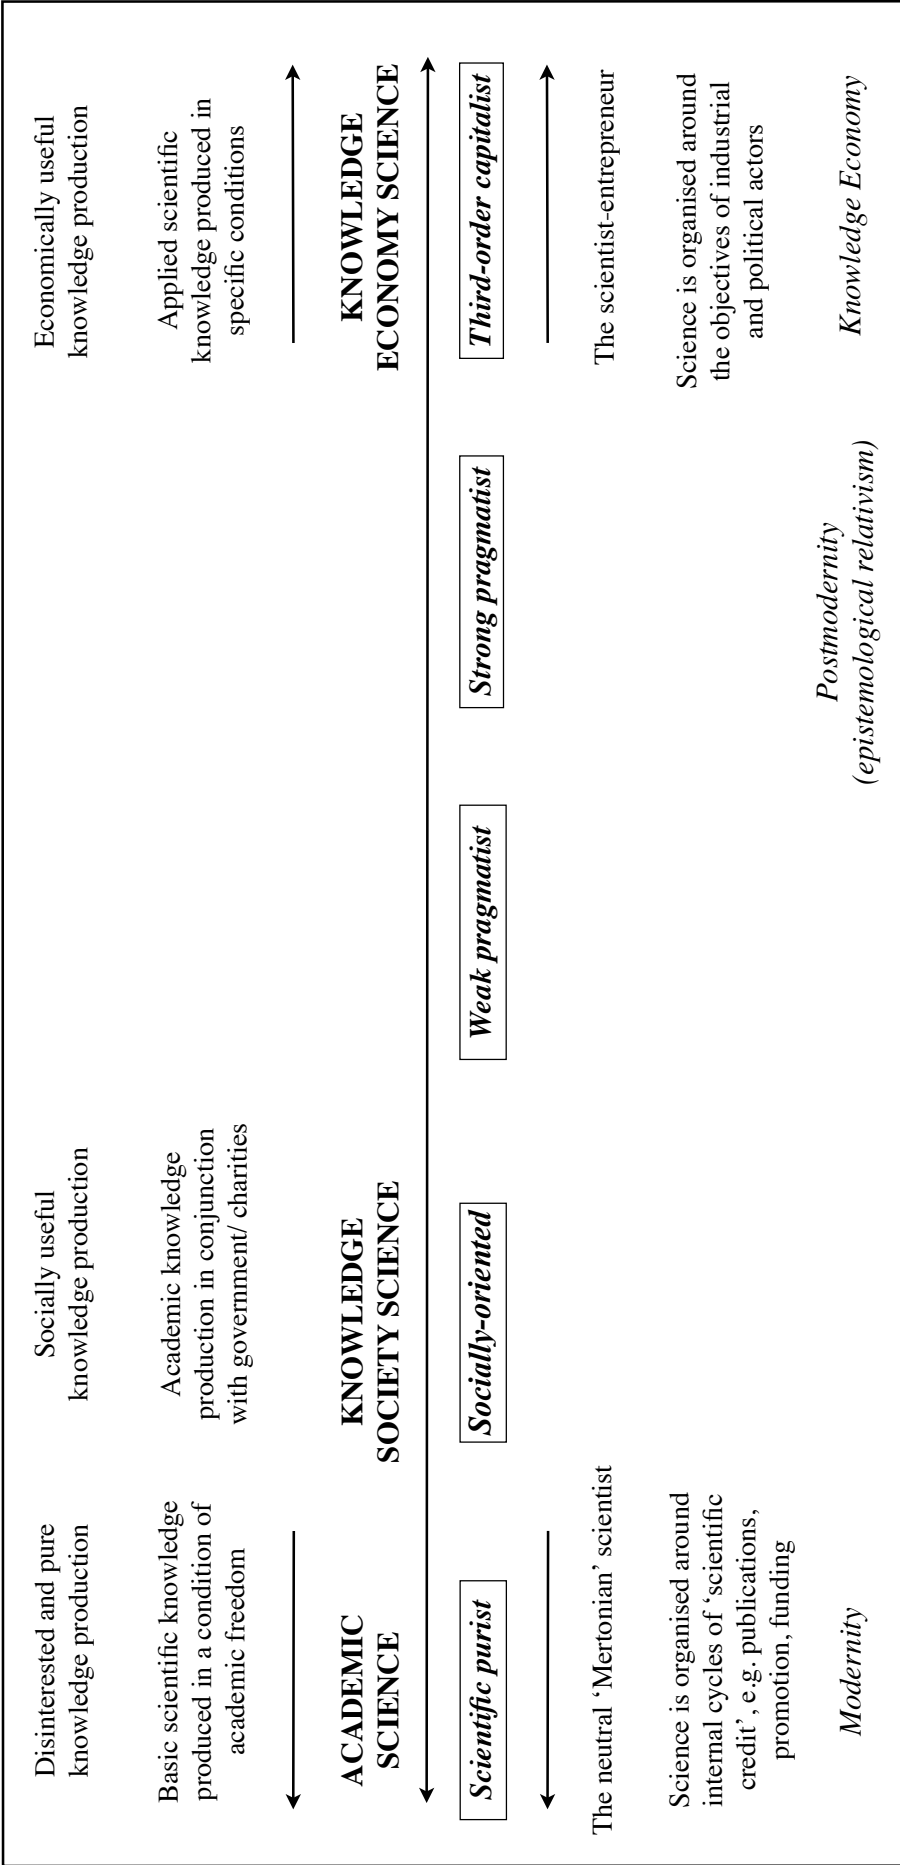 Disinterested and pure
knowledge production
Socially useful
knowledge production
Economically useful
knowledge production
Basic scientific knowledge
produced in a condition of
academic freedom
Academic knowledge
production in conjunction
with government/ charities
Applied scientific
knowledge produced in
specific conditions
ACADEMIC
SCIENCE
KNOWLEDGE
SOCIETY SCIENCE
KNOWLEDGE
ECONOMY SCIENCE
Scientific purist
Socially-oriented
Weak pragmatist
Strong pragmatist
Third-order capitalist
The neutral ‘Mertonian’ scientist
The scientist-entrepreneur
Science is organised around
internal cycles of ‘scientific
credit’, e.g. publications,
promotion, funding
Science is organised around
the objectives of industrial
and political actors
Modernity
Postmodernity
(epistemological relativism)
Knowledge Economy